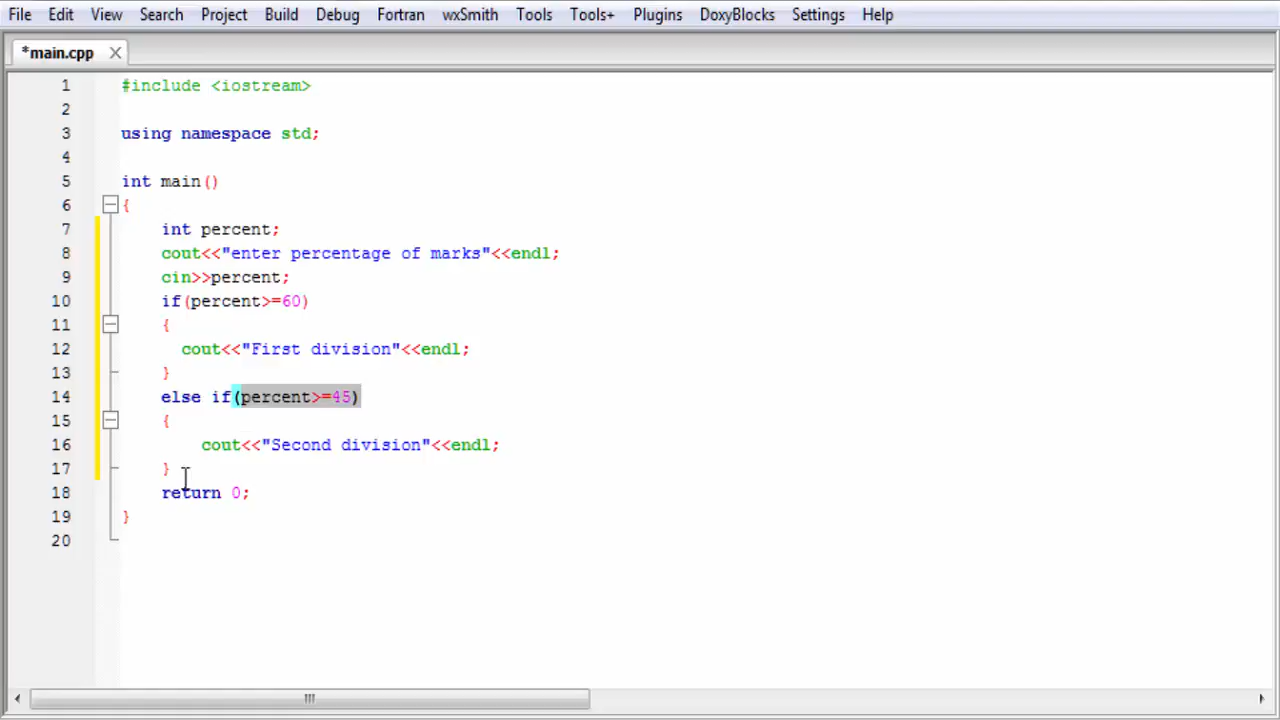 File Edit View Search Project Build Debug Fortran wxSmith Tools Tools+ Plugins DoxyBlocks Settings Help
*main.cpp
1 #include <iostream>
2
3 using namespace std;
4
5 int main()
6 {
7 int percent;
8 cout<<"enter percentage of marks"<<endl;
9 cin>>percent;
10 if(percent>=60)
11 {
12 cout<<"First division"<<endl;
13 }
14 else if(percent>=45)
15 {
16 cout<<"Second division"<<endl;
17 }
18 return 0;
19 }
20